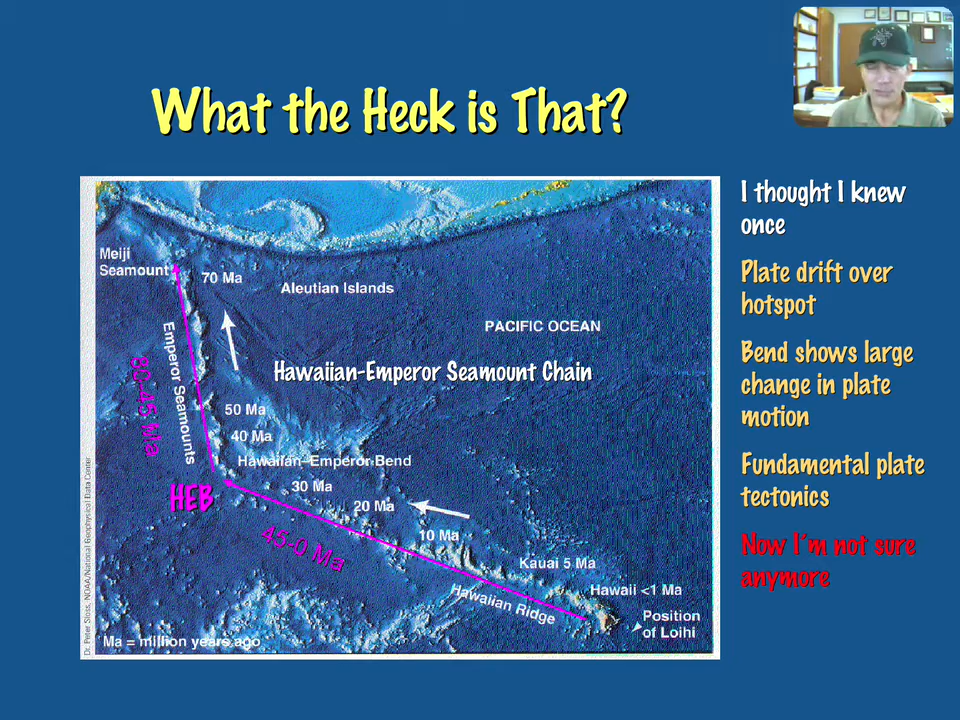 What the Heck is That?
I thought I knew
once
Plate drift over
hotspot
Bend shows large
change in plate
motion
Fundamental plate
tectonics
Now I'm not sure
anymore
Meiji
Seamount
70 Ma
Aleutian Islands
PACIFIC OCEAN
Hawaiian-Emperor Seamount Chain
Emperor Seamounts
80-45 Ma
50 Ma
40 Ma
Hawaiian-Emperor Bend
HEB
30 Ma
20 Ma
10 Ma
45-0 Ma
Kauai 5 Ma
Hawaiian Ridge
Hawaii <1 Ma
Position
of Loihi
Ma = million years ago
Dr. Peter Sloss, NOAA/National Geophysical Data Center